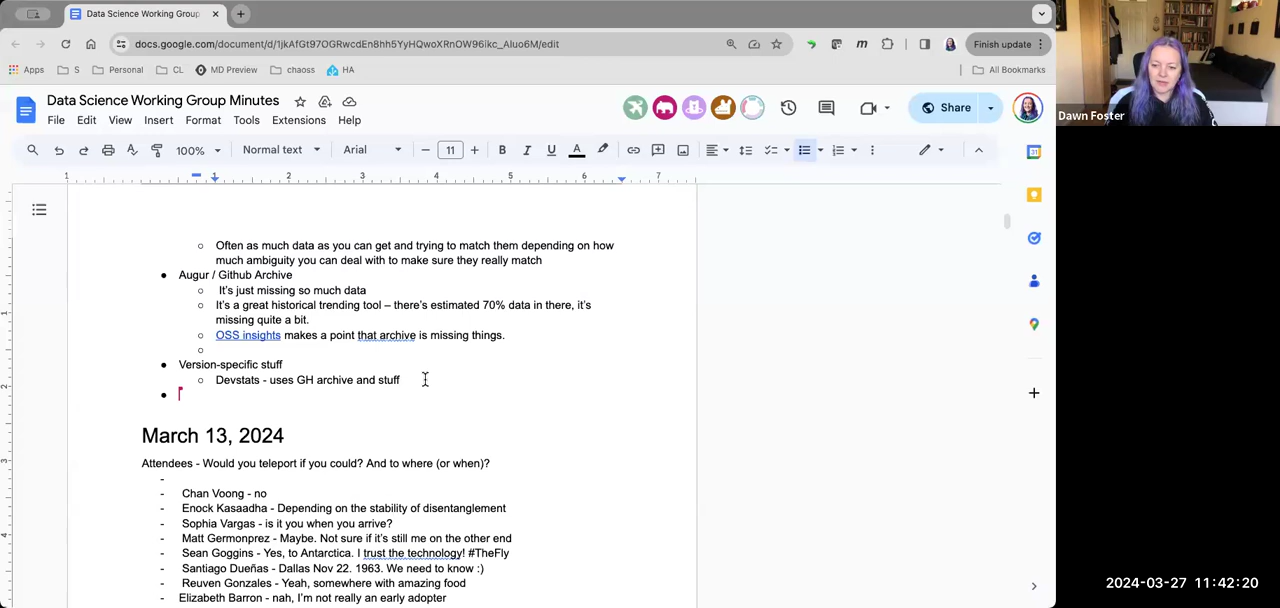 Data Science Working Group
docs.google.com/document/d/1jkAfGt97OGRwcdEn8hh5YyHQwoXRnOW96ikc_AIuo6M/edit
Finish update
Apps
S
Personal
CL
MD Preview
chaoss
HA
All Bookmarks
Dawn Foster
Data Science Working Group Minutes
File Edit View Insert Format Tools Extensions Help
Share
100% Normal text Arial 11 B I U A
1 1 2 3 4 5 6 7
Often as much data as you can get and trying to match them depending on how
much ambiguity you can deal with to make sure they really match
Augur / Github Archive
It's just missing so much data
It's a great historical trending tool – there's estimated 70% data in there, it's
missing quite a bit.
OSS insights makes a point that archive is missing things.
Version-specific stuff
Devstats - uses GH archive and stuff
March 13, 2024
Attendees - Would you teleport if you could? And to where (or when)?
-
- Chan Voong - no
- Enock Kasaadha - Depending on the stability of disentanglement
- Sophia Vargas - is it you when you arrive?
- Matt Germonprez - Maybe. Not sure if it's still me on the other end
- Sean Goggins - Yes, to Antarctica. I trust the technology! #TheFly
- Santiago Dueñas - Dallas Nov 22. 1963. We need to know :)
- Reuven Gonzales - Yeah, somewhere with amazing food
- Elizabeth Barron - nah, I'm not really an early adopter
2024-03-27 11:42:20